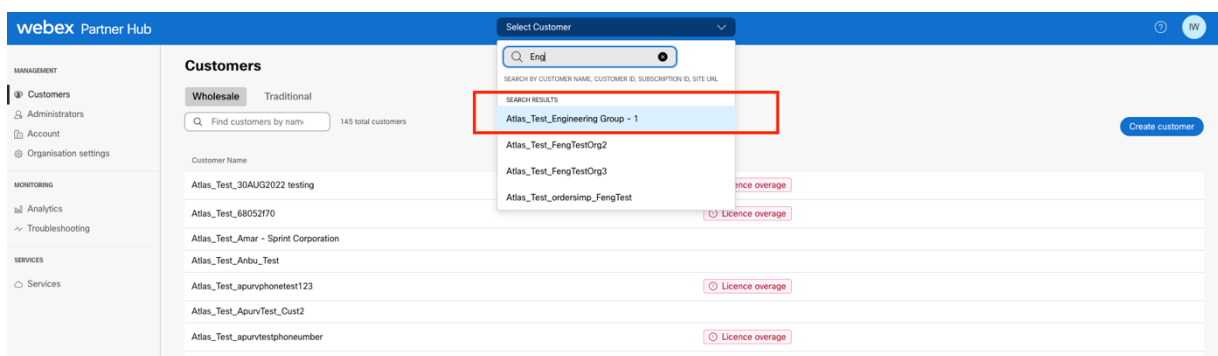 webex Partner Hub
Select Customer
IW
MANAGEMENT
Customers
Administrators
Account
Organisation settings
MONITORING
Analytics
Troubleshooting
SERVICES
Services
Customers
Wholesale Traditional
Find customers by nam
145 total customers
Create customer
Eng
SEARCH BY CUSTOMER NAME, CUSTOMER ID, SUBSCRIPTION ID, SITE URL
SEARCH RESULTS
Atlas_Test_Engineering Group - 1
Atlas_Test_FengTestOrg2
Atlas_Test_FengTestOrg3
Atlas_Test_ordersimp_FengTest
Customer Name
Atlas_Test_30AUG2022 testing
ence overage
Atlas_Test_68052f70
Licence overage
Atlas_Test_Amar - Sprint Corporation
Atlas_Test_Anbu_Test
Atlas_Test_apurvphonetest123
Licence overage
Atlas_Test_ApurvTest_Cust2
Atlas_Test_apurvtestphoneumber
Licence overage